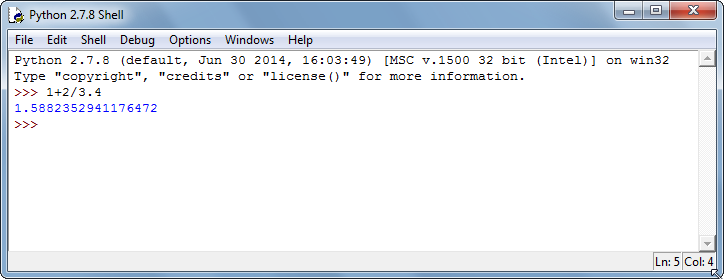 Python 2.7.8 Shell
File Edit Shell Debug Options Windows Help
Python 2.7.8 (default, Jun 30 2014, 16:03:49) [MSC v.1500 32 bit (Intel)] on win32
Type "copyright", "credits" or "license()" for more information.
>>> 1+2/3.4
1.5882352941176472
>>>
Ln: 5 Col: 4